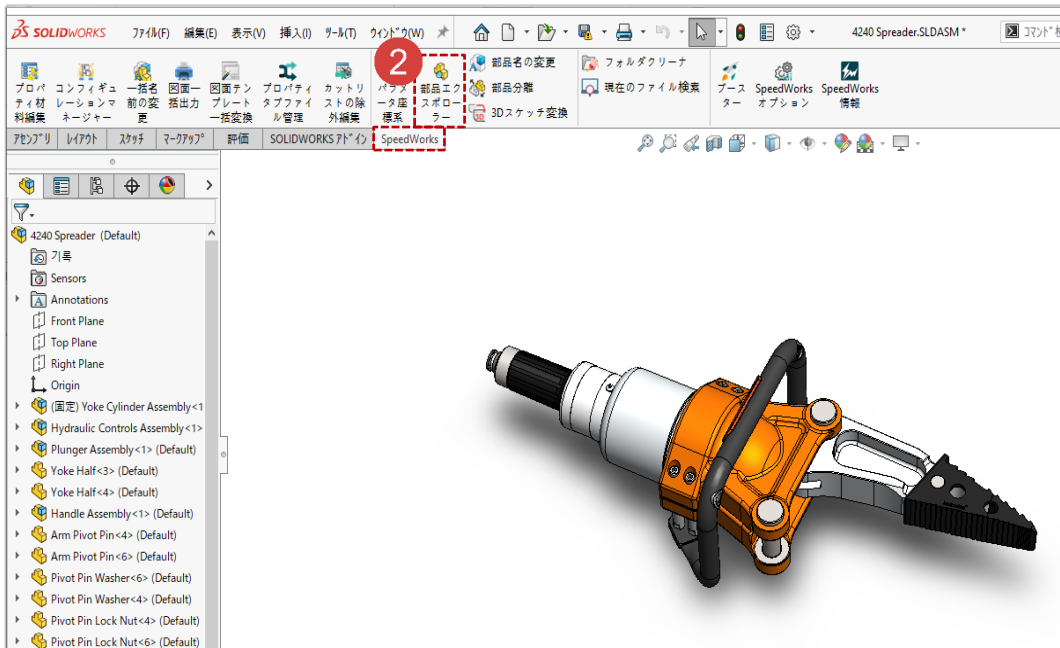 SOLIDWORKS ファイル(F) 編集(E) 表示(V) 挿入(I) ツール(T) ウィンドウ(W) 4240 Spreader.SLDASM * コマンド検
2
プロパ
ティ材
料編集
コンフィギュ
レーションマ
ネージャー
一括名
前の変
更
図面一
括出力
図面テン
プレート
一括変換
プロパティ
タブファイ
ル管理
カットリ
ストの除
外編集
パラメ
ータ座
標系
部品エク
スポロー
ラー
部品名の変更
部品分離
3Dスケッチ変換
フォルダクリーナ
現在のファイル検索
ブース
ター
SpeedWorks
オプション
SpeedWorks
情報
アセンブリ レイアウト スケッチ マークアップ 評価 SOLIDWORKS アドイン SpeedWorks
4240 Spreader (Default)
기록
Sensors
Annotations
Front Plane
Top Plane
Right Plane
Origin
(固定) Yoke Cylinder Assembly<1
Hydraulic Controls Assembly<1>
Plunger Assembly<1> (Default)
Yoke Half<3> (Default)
Yoke Half<4> (Default)
Handle Assembly<1> (Default)
Arm Pivot Pin<4> (Default)
Arm Pivot Pin<6> (Default)
Pivot Pin Washer<6> (Default)
Pivot Pin Washer<4> (Default)
Pivot Pin Lock Nut<4> (Default)
Pivot Pin Lock Nut<6> (Default)